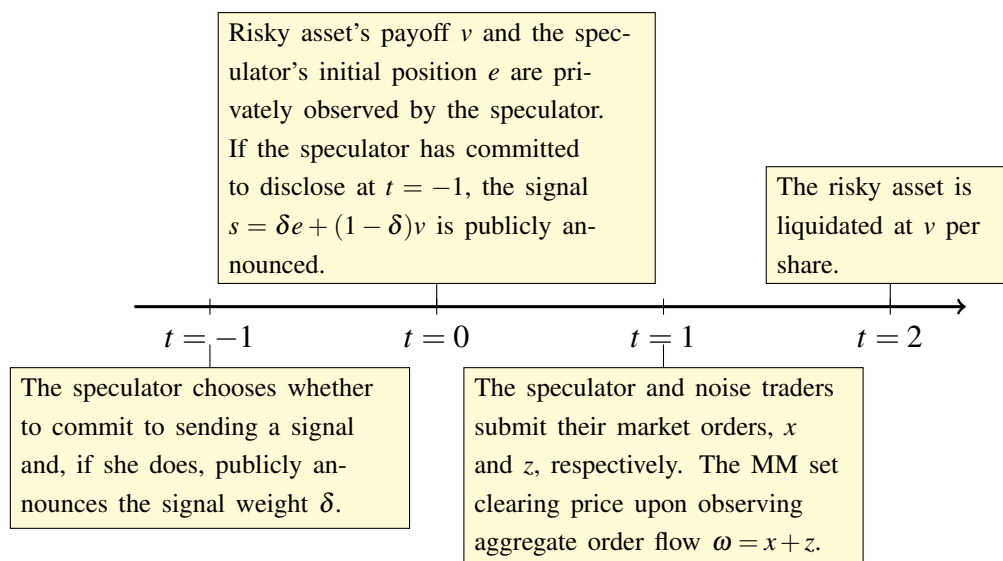 Risky asset's payoff v and the spec-
ulator's initial position e are pri-
vately observed by the speculator.
If the speculator has committed
to disclose at t = −1, the signal
s = δe + (1 − δ)v is publicly an-
nounced.
The risky asset is
liquidated at v per
share.
t = −1
t = 0
t = 1
t = 2
The speculator chooses whether
to commit to sending a signal
and, if she does, publicly an-
nounces the signal weight δ.
The speculator and noise traders
submit their market orders, x
and z, respectively. The MM set
clearing price upon observing
aggregate order flow ω = x + z.